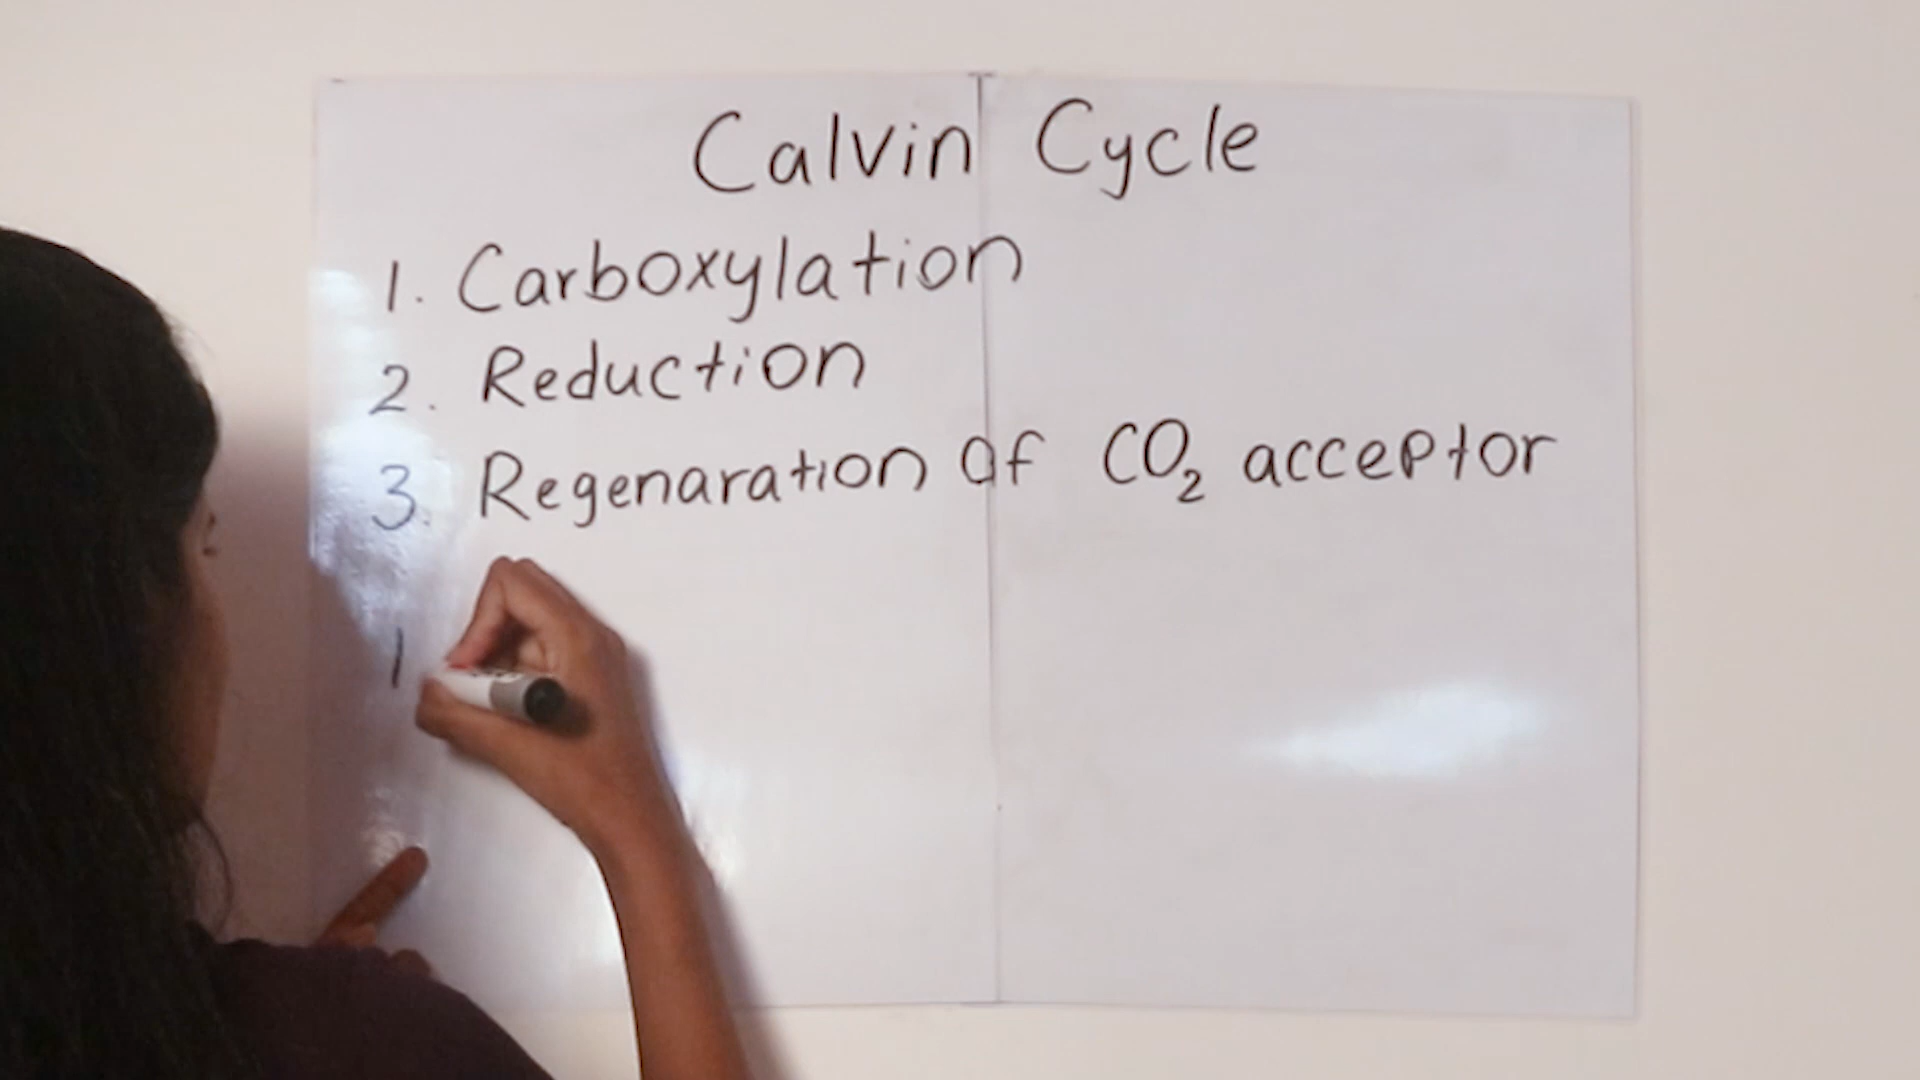 Calvin Cycle
1. Carboxylation
2. Reduction
3. Regenaration Of CO₂ acceptor
1